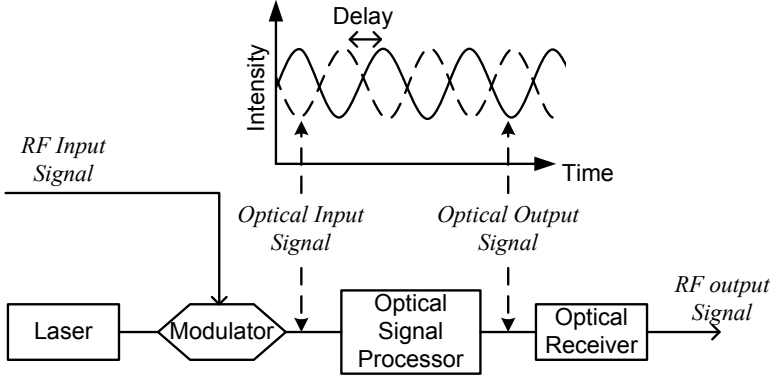 Delay
Intensity
Time
RF Input
Signal
Optical Input
Signal
Optical Output
Signal
Laser
Modulator
Optical
Signal
Processor
Optical
Receiver
RF output
Signal